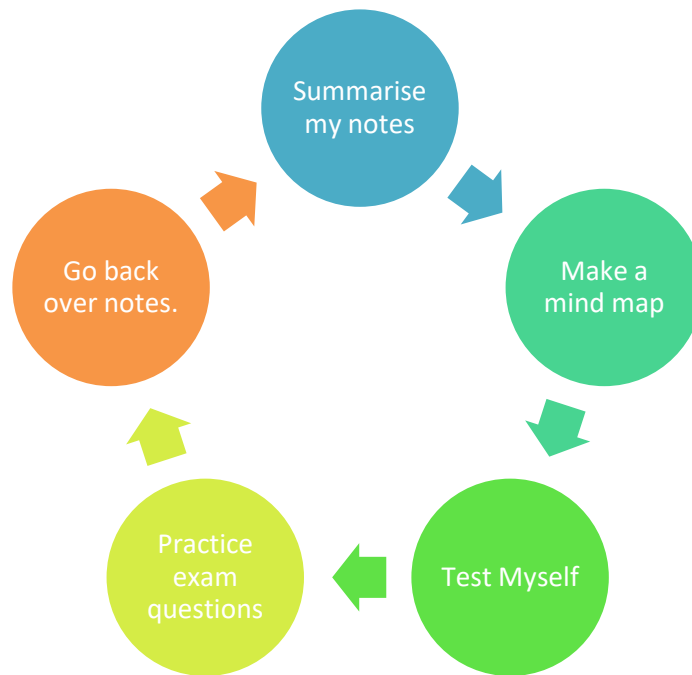 Summarise
my notes
Make a
mind map
Test Myself
Practice
exam
questions
Go back
over notes.